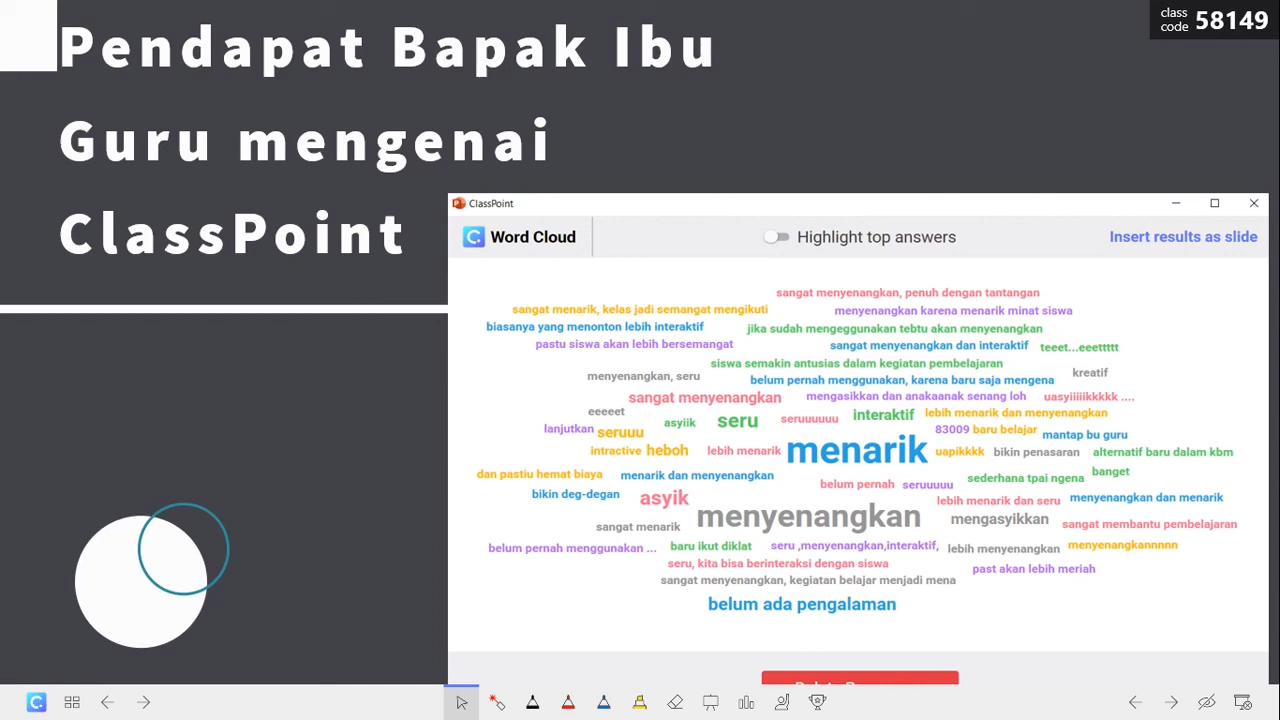 Pendapat Bapak Ibu
Guru mengenai
ClassPoint
class code 58149
ClassPoint
Word Cloud
Highlight top answers
Insert results as slide
sangat menyenangkan, penuh dengan tantangan
sangat menarik, kelas jadi semangat mengikuti
menyenangkan karena menarik minat siswa
biasanya yang menonton lebih interaktif
jika sudah mengeggunakan tebtu akan menyenangkan
pastu siswa akan lebih bersemangat
sangat menyenangkan dan interaktif
teeet...eeettttt
siswa semakin antusias dalam kegiatan pembelajaran
menyenangkan, seru
belum pernah menggunakan, karena baru saja mengena
kreatif
sangat menyenangkan
mengasikkan dan anakaanak senang loh
uasyiiiiikkkkk ....
eeeeet
asyiik
seru
seruuuuuu
interaktif
lebih menarik dan menyenangkan
lanjutkan
seruuu
83009
baru belajar
mantap bu guru
intractive
heboh
lebih menarik
menarik
uapikkkk
bikin penasaran
alternatif baru dalam kbm
dan pastiu hemat biaya
menarik dan menyenangkan
banget
belum pernah
seruuuuu
sederhana tpai ngena
bikin deg-degan
asyik
lebih menarik dan seru
menyenangkan dan menarik
sangat menarik
menyenangkan
mengasyikkan
sangat membantu pembelajaran
belum pernah menggunakan ...
baru ikut diklat
seru ,menyenangkan,interaktif,
lebih menyenangkan
menyenangkannnnn
seru, kita bisa berinteraksi dengan siswa
past akan lebih meriah
sangat menyenangkan, kegiatan belajar menjadi mena
belum ada pengalaman